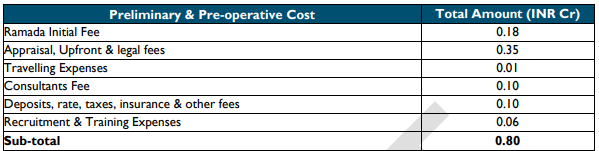 Preliminary & Pre-operative Cost Total Amount (INR Cr)
Ramada Initial Fee 0.18
Appraisal, Upfront & legal fees 0.35
Travelling Expenses 0.01
Consultants Fee 0.10
Deposits, rate, taxes, insurance & other fees 0.10
Recruitment & Training Expenses 0.06
Sub-total 0.80